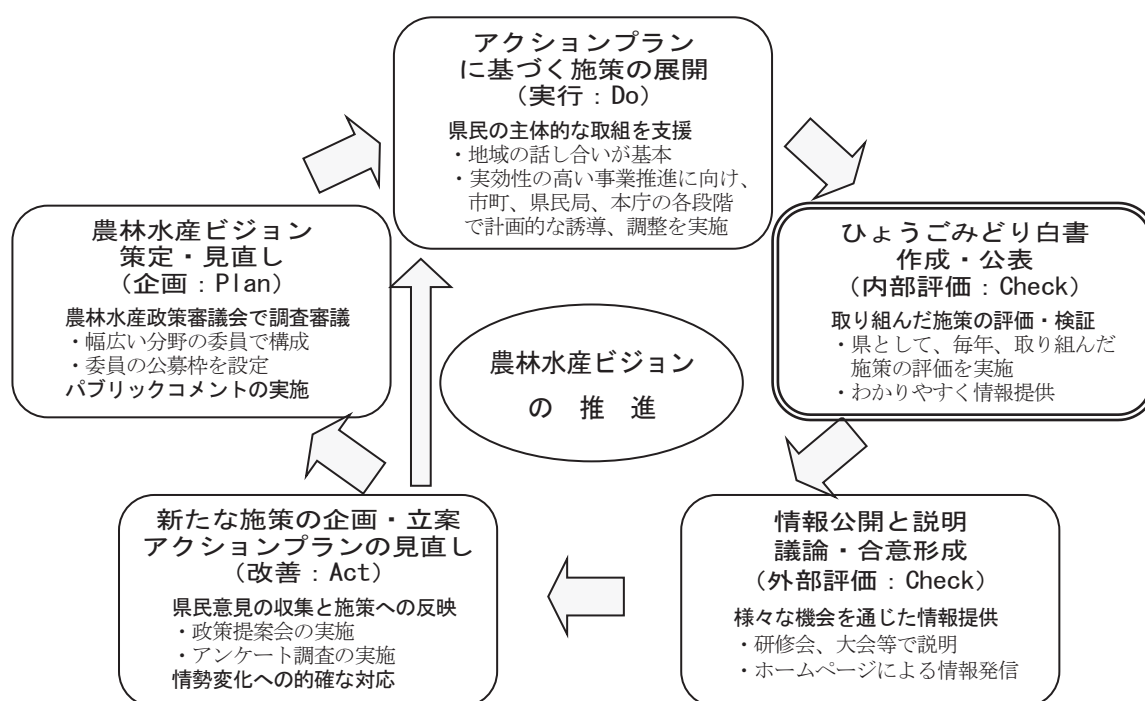 アクションプラン
に基づく施策の展開
(実行：Do)
県民の主体的な取組を支援
・地域の話し合いが基本
・実効性の高い事業推進に向け、
市町、県民局、本庁の各段階
で計画的な誘導、調整を実施
農林水産ビジョン
策定・見直し
(企画：Plan)
農林水産政策審議会で調査審議
・幅広い分野の委員で構成
・委員の公募枠を設定
パブリックコメントの実施
ひょうごみどり白書
作成・公表
(内部評価：Check)
取り組んだ施策の評価・検証
・県として、毎年、取り組んだ
施策の評価を実施
・わかりやすく情報提供
農林水産ビジョン
の 推 進
新たな施策の企画・立案
アクションプランの見直し
(改善：Act)
県民意見の収集と施策への反映
・政策提案会の実施
・アンケート調査の実施
情勢変化への的確な対応
情報公開と説明
議論・合意形成
(外部評価：Check)
様々な機会を通じた情報提供
・研修会、大会等で説明
・ホームページによる情報発信